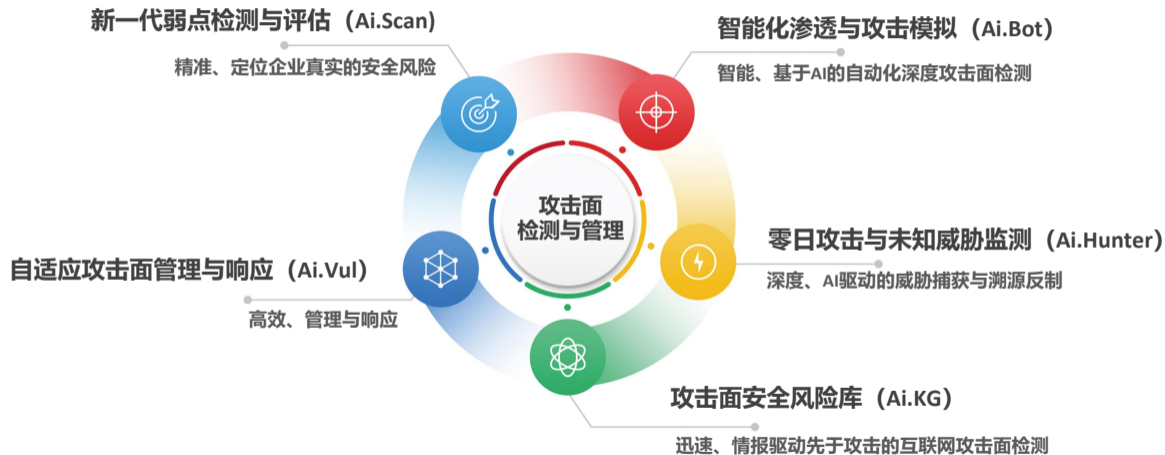 新一代弱点检测与评估（Ai.Scan)
精准、定位企业真实的安全风险
智能化渗透与攻击模拟（Ai.Bot）
智能、基于AI的自动化深度攻击面检测
攻击面
检测与管理
零日攻击与未知威胁监测（Ai.Hunter）
深度、AI驱动的威胁捕获与溯源反制
自适应攻击面管理与响应（Ai.Vul）
高效、管理与响应
攻击面安全风险库（Ai.KG）
迅速、情报驱动先于攻击的互联网攻击面检测